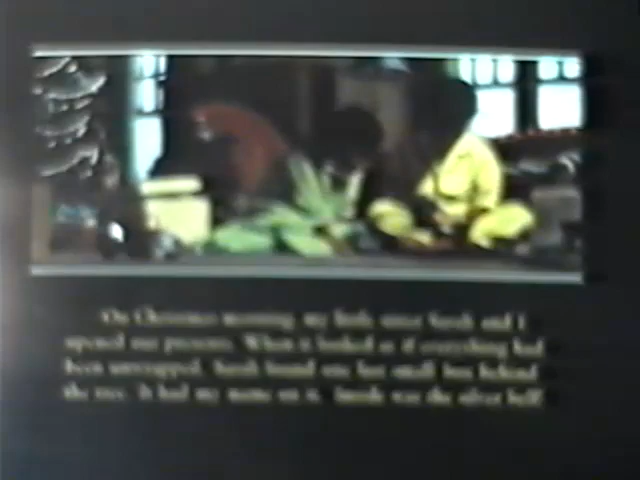 On Christmas morning my little sister Sarah and I
opened our presents. When it looked as if everything had
been unwrapped, Sarah found one last small box behind
the tree. It had my name on it. Inside was the silver bell!